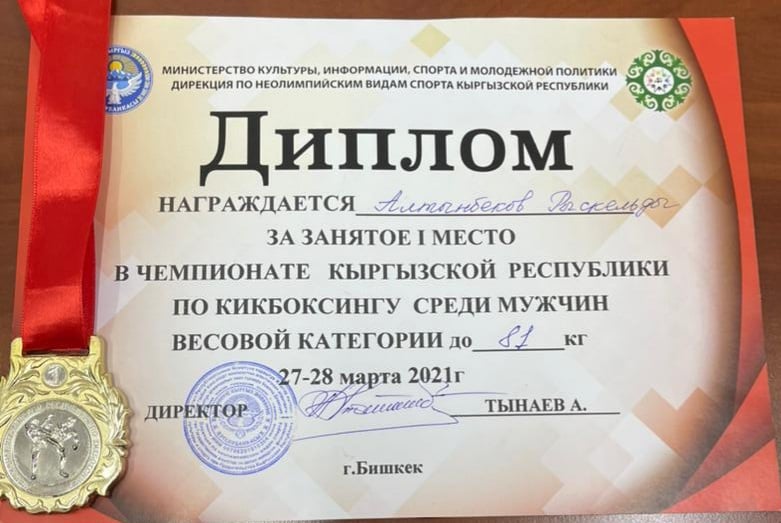 МИНИСТЕРСТВО КУЛЬТУРЫ, ИНФОРМАЦИИ, СПОРТА И МОЛОДЕЖНОЙ ПОЛИТИКИ
ДИРЕКЦИЯ ПО НЕОЛИМПИЙСКИМ ВИДАМ СПОРТА КЫРГЫЗСКОЙ РЕСПУБЛИКИ
Диплом
НАГРАЖДАЕТСЯ Алтынбеков Рыскельды
ЗА ЗАНЯТОЕ I МЕСТО
В ЧЕМПИОНАТЕ КЫРГЫЗСКОЙ РЕСПУБЛИКИ
ПО КИКБОКСИНГУ СРЕДИ МУЖЧИН
ВЕСОВОЙ КАТЕГОРИИ до 81 кг
27-28 марта 2021г
ДИРЕКТОР ТЫНАЕВ А.
г.Бишкек
1